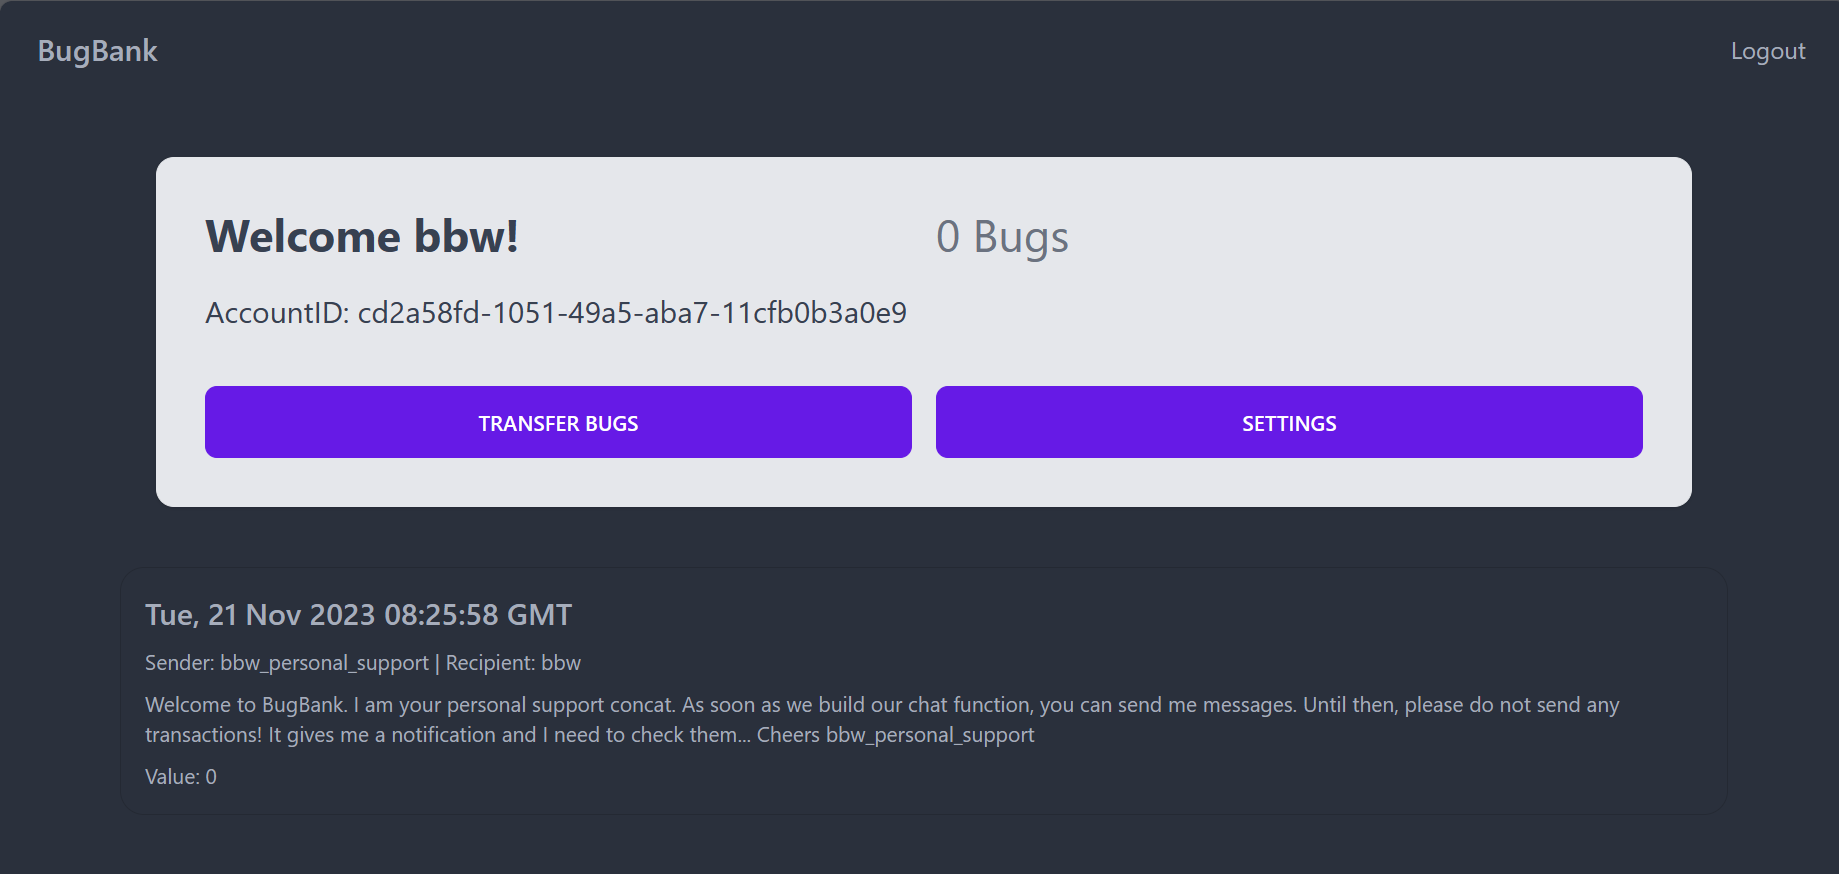 BugBank
Logout
Welcome bbw!
0 Bugs
AccountID: cd2a58fd-1051-49a5-aba7-11cfb0b3a0e9
TRANSFER BUGS
SETTINGS
Tue, 21 Nov 2023 08:25:58 GMT
Sender: bbw_personal_support | Recipient: bbw
Welcome to BugBank. I am your personal support concat. As soon as we build our chat function, you can send me messages. Until then, please do not send any
transactions! It gives me a notification and I need to check them... Cheers bbw_personal_support
Value: 0